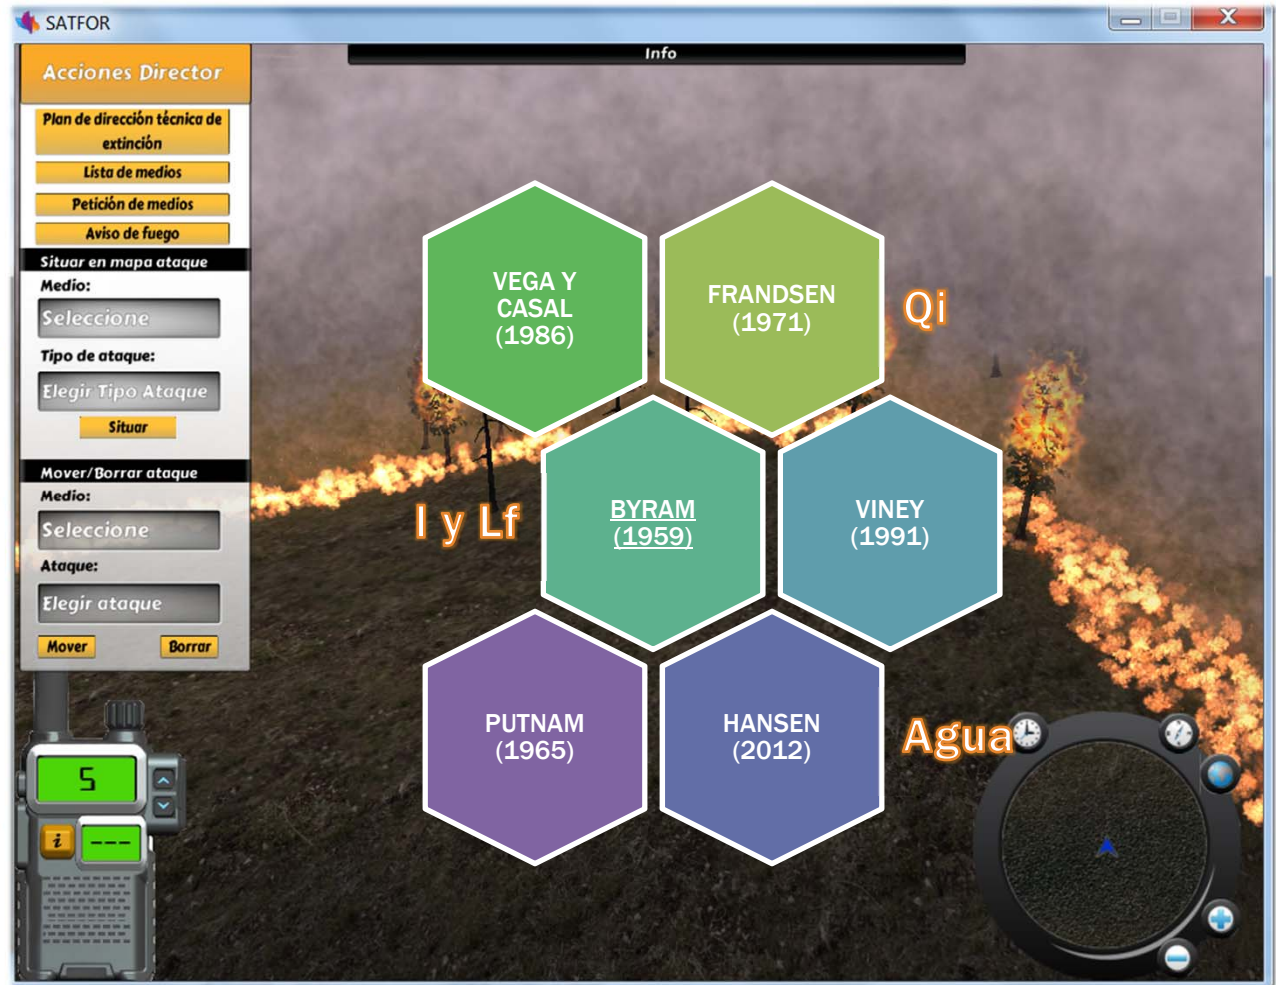 SATFOR
Info
Acciones Director
Plan de dirección técnica de
extinción
Lista de medios
Petición de medios
Aviso de fuego
Situar en mapa ataque
Medio:
Seleccione
Tipo de ataque:
Elegir Tipo Ataque
Situar
Mover/Borrar ataque
Medio:
Seleccione
Ataque:
Elegir ataque
Mover
Borrar
5
i
---
VEGA Y
CASAL
(1986)
FRANDSEN
(1971)
Qi
I y Lf
BYRAM
(1959)
VINEY
(1991)
PUTNAM
(1965)
HANSEN
(2012)
Agua